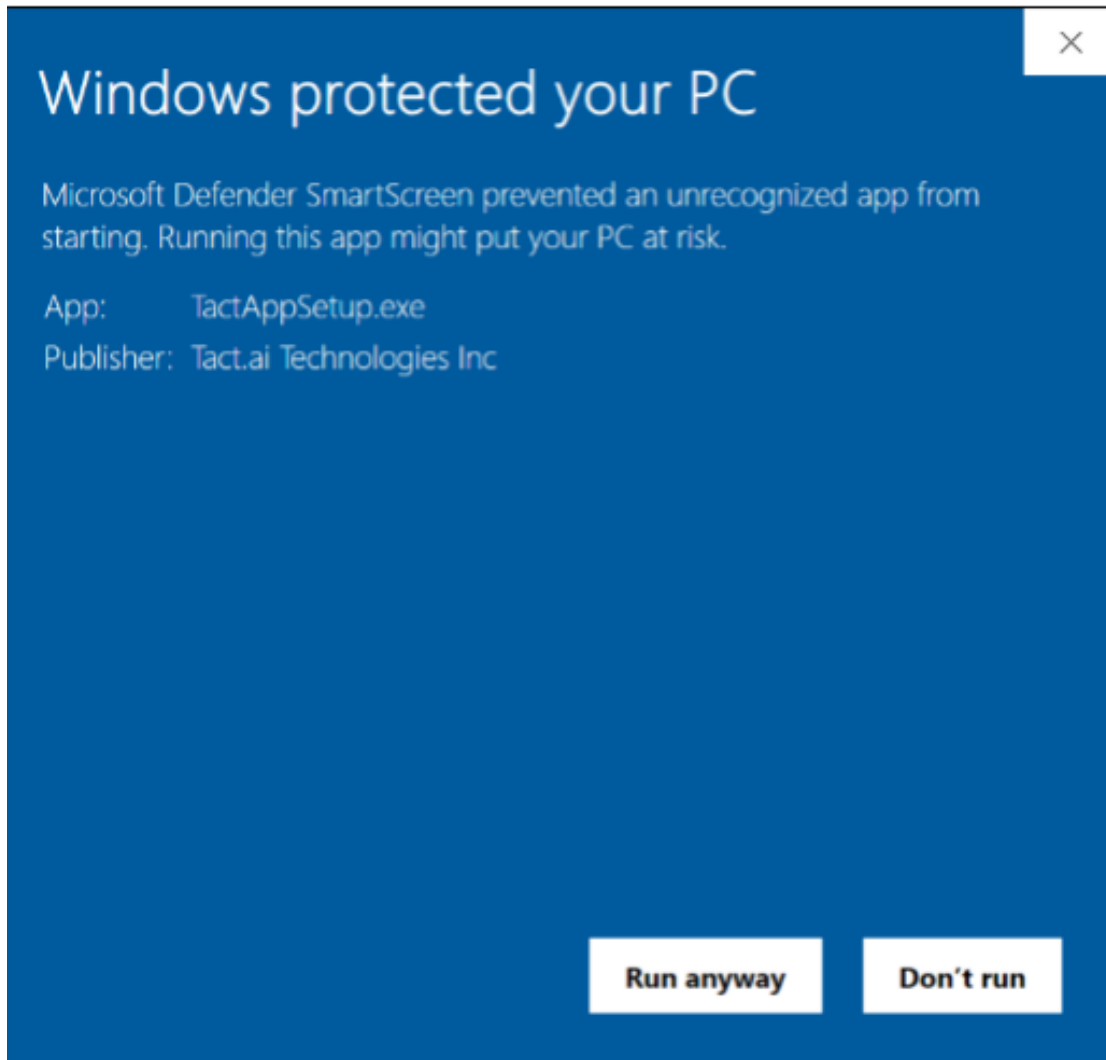 Windows protected your PC
Microsoft Defender SmartScreen prevented an unrecognized app from
starting. Running this app might put your PC at risk.
App: TactAppSetup.exe
Publisher: Tact.ai Technologies Inc
Run anyway Don't run